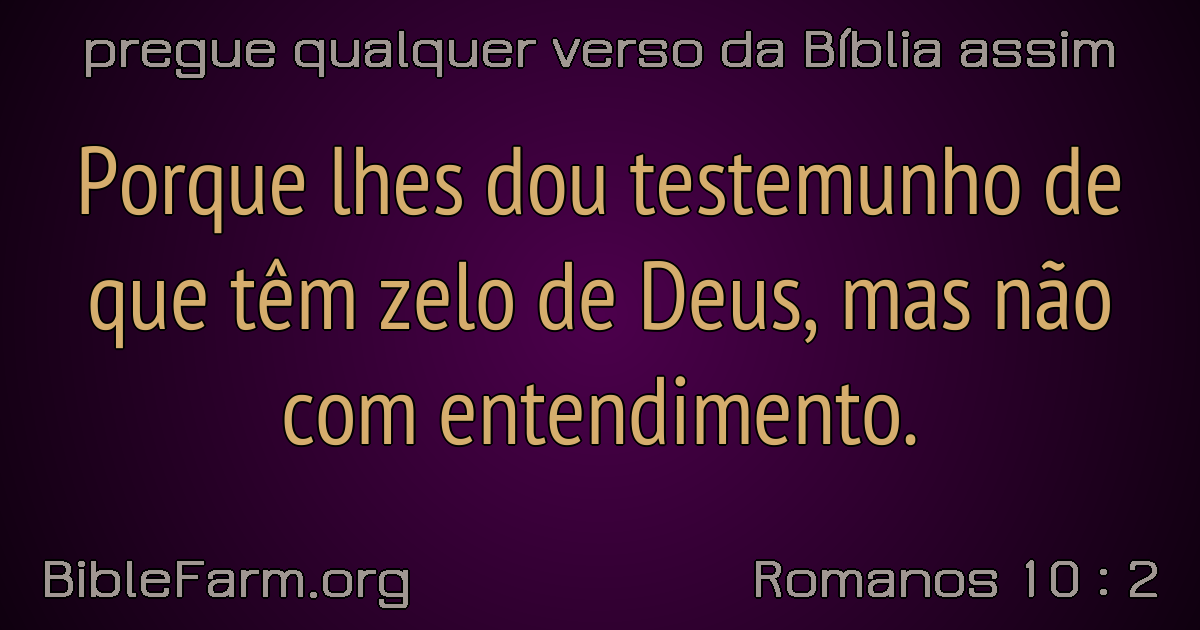 pregue qualquer verso da Bíblia assim
Porque lhes dou testemunho de
que têm zelo de Deus, mas não
com entendimento.
BibleFarm.org
Romanos 10 : 2